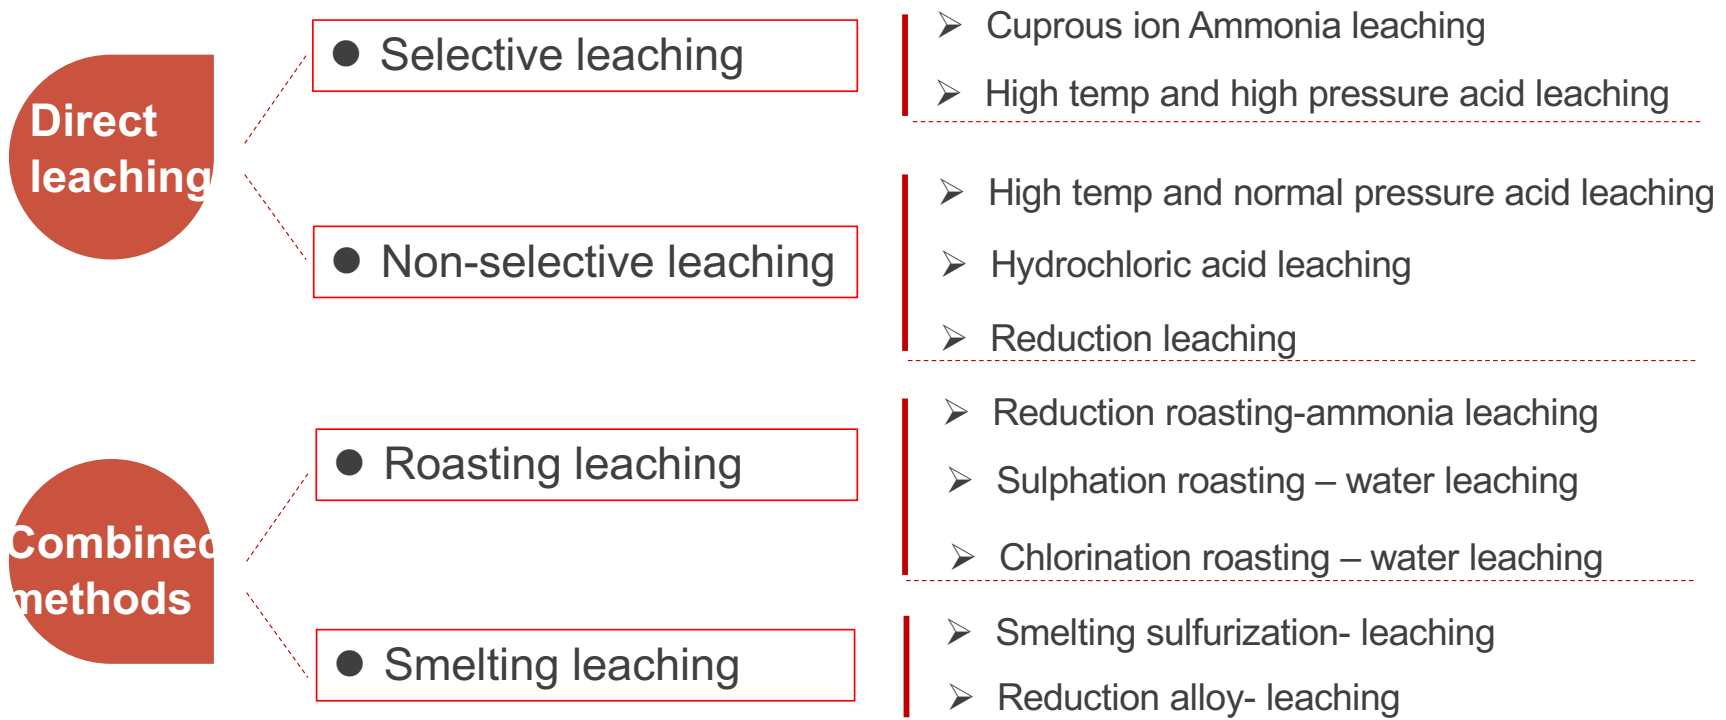 Direct
leaching
Selective leaching
Cuprous ion Ammonia leaching
High temp and high pressure acid leaching
Non-selective leaching
High temp and normal pressure acid leaching
Hydrochloric acid leaching
Reduction leaching
Combined
methods
Roasting leaching
Reduction roasting-ammonia leaching
Sulphation roasting – water leaching
Chlorination roasting – water leaching
Smelting leaching
Smelting sulfurization- leaching
Reduction alloy- leaching